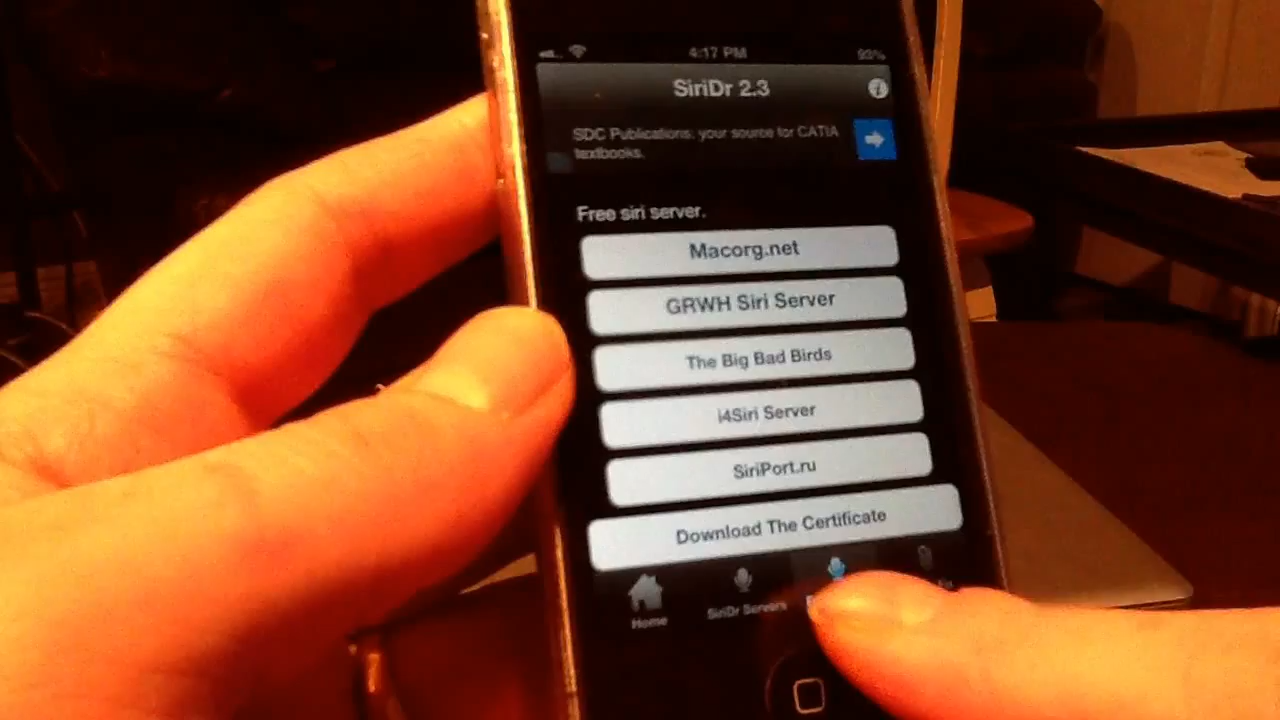 4:17 PM
93%
SiriDr 2.3
SDC Publications: your source for CATIA
textbooks.
Free siri server.
Macorg.net
GRWH Siri Server
The Big Bad Birds
i4Siri Server
SiriPort.ru
Download The Certificate
Home
SiriDr Servers